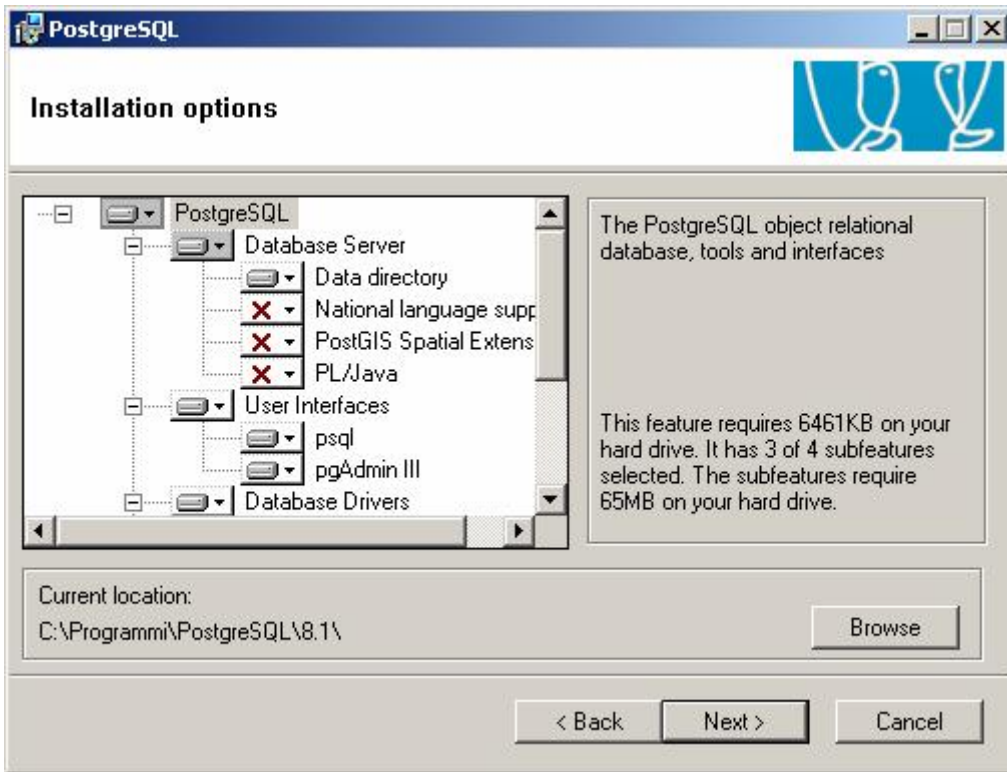 PostgreSQL
Installation options
PostgreSQL
Database Server
Data directory
National language supp
PostGIS Spatial Extens
PL/Java
User Interfaces
psql
pgAdmin III
Database Drivers
The PostgreSQL object relational
database, tools and interfaces
This feature requires 6461KB on your
hard drive. It has 3 of 4 subfeatures
selected. The subfeatures require
65MB on your hard drive.
Current location:
C:\Programmi\PostgreSQL\8.1\
Browse
< Back
Next >
Cancel